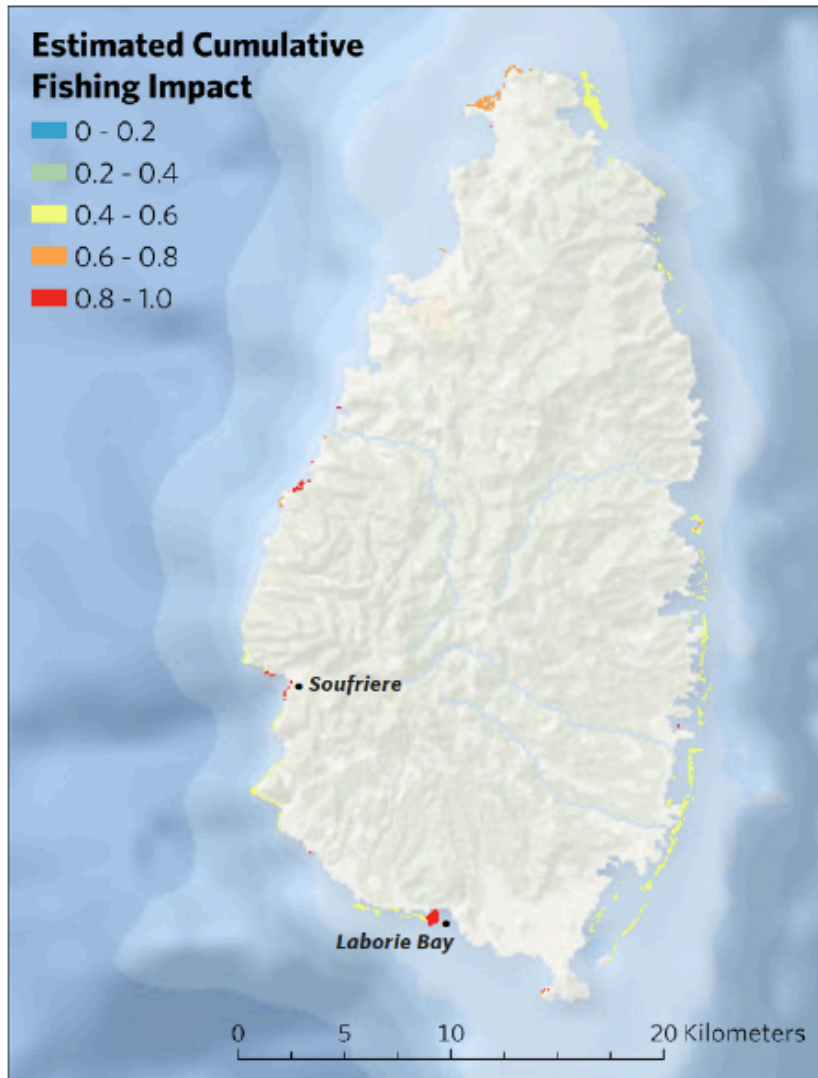 Estimated Cumulative
Fishing Impact
0 - 0.2
0.2 - 0.4
0.4 - 0.6
0.6 - 0.8
0.8 - 1.0
Soufriere
Laborie Bay
0 5 10 20 Kilometers